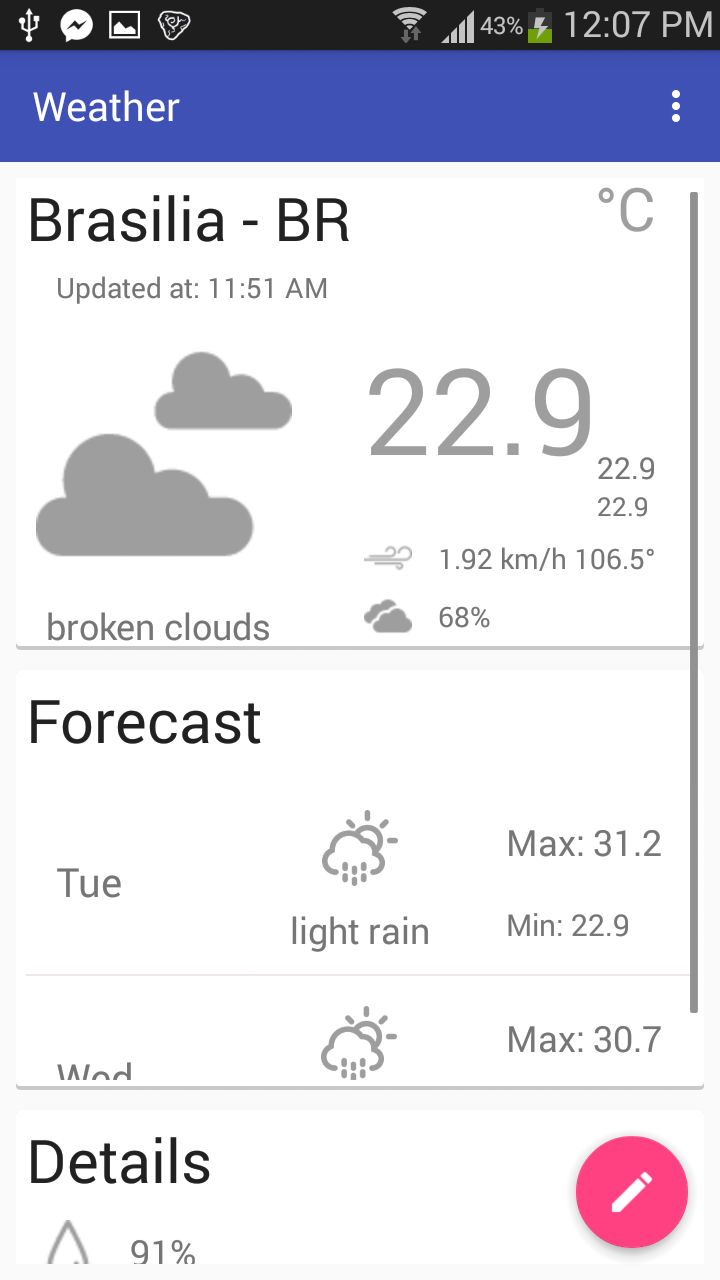 43% 12:07 PM
Weather
Brasilia - BR °C
Updated at: 11:51 AM
22.9
22.9
22.9
1.92 km/h 106.5°
68%
broken clouds
Forecast
Tue
light rain
Max: 31.2
Min: 22.9
Wed
Max: 30.7
Details
91%